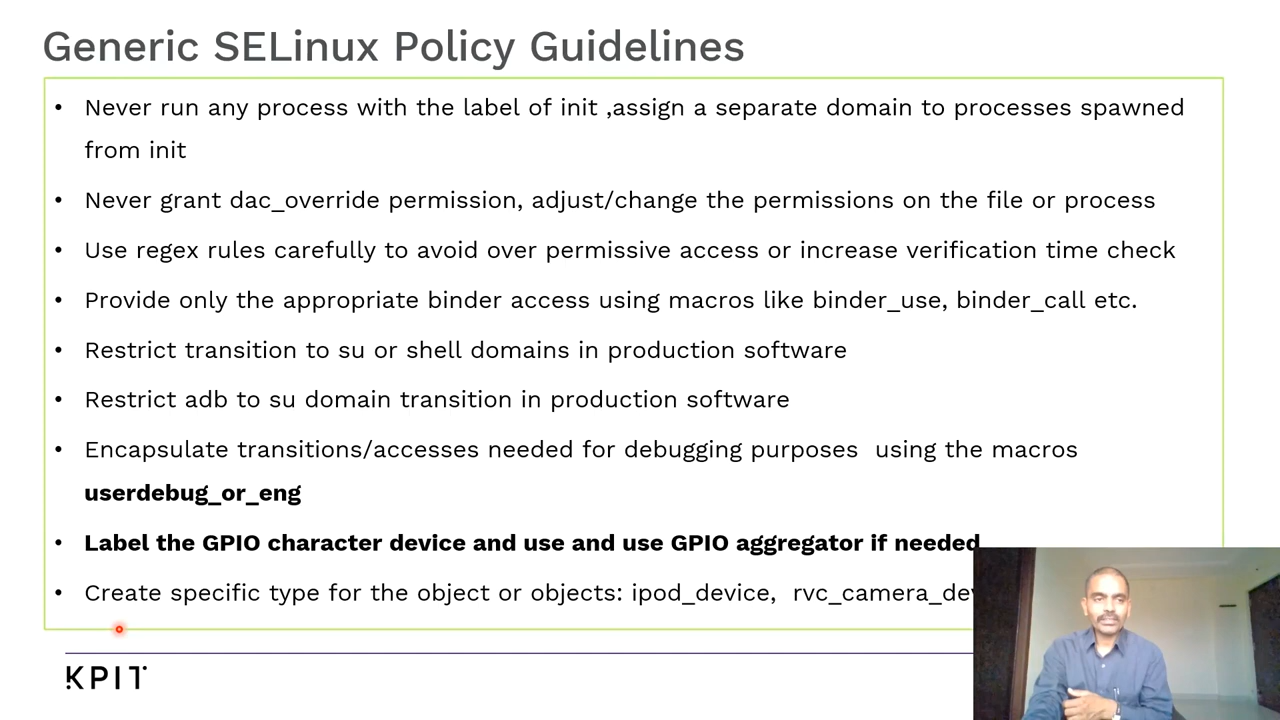 Generic SELinux Policy Guidelines
• Never run any process with the label of init ,assign a separate domain to processes spawned
from init
• Never grant dac_override permission, adjust/change the permissions on the file or process
• Use regex rules carefully to avoid over permissive access or increase verification time check
• Provide only the appropriate binder access using macros like binder_use, binder_call etc.
• Restrict transition to su or shell domains in production software
• Restrict adb to su domain transition in production software
• Encapsulate transitions/accesses needed for debugging purposes  using the macros
userdebug_or_eng
• Label the GPIO character device and use and use GPIO aggregator if needed
• Create specific type for the object or objects: ipod_device,
KPIT